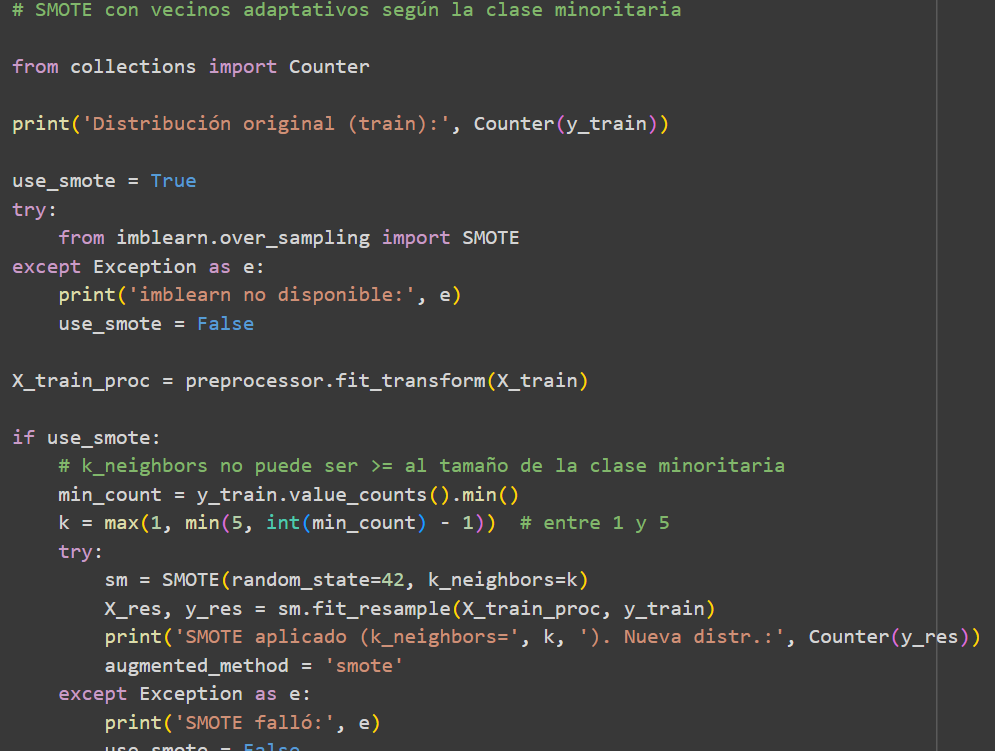 # SMOTE con vecinos adaptativos según la clase minoritaria
from collections import Counter
print('Distribución original (train):', Counter(y_train))
use_smote = True
try:
    from imblearn.over_sampling import SMOTE
except Exception as e:
    print('imblearn no disponible:', e)
    use_smote = False
X_train_proc = preprocessor.fit_transform(X_train)
if use_smote:
    # k_neighbors no puede ser >= al tamaño de la clase minoritaria
    min_count = y_train.value_counts().min()
    k = max(1, min(5, int(min_count) - 1))  # entre 1 y 5
    try:
        sm = SMOTE(random_state=42, k_neighbors=k)
        X_res, y_res = sm.fit_resample(X_train_proc, y_train)
        print('SMOTE aplicado (k_neighbors=', k, '). Nueva distr.:', Counter(y_res))
        augmented_method = 'smote'
    except Exception as e:
        print('SMOTE falló:', e)
        use_smote = False